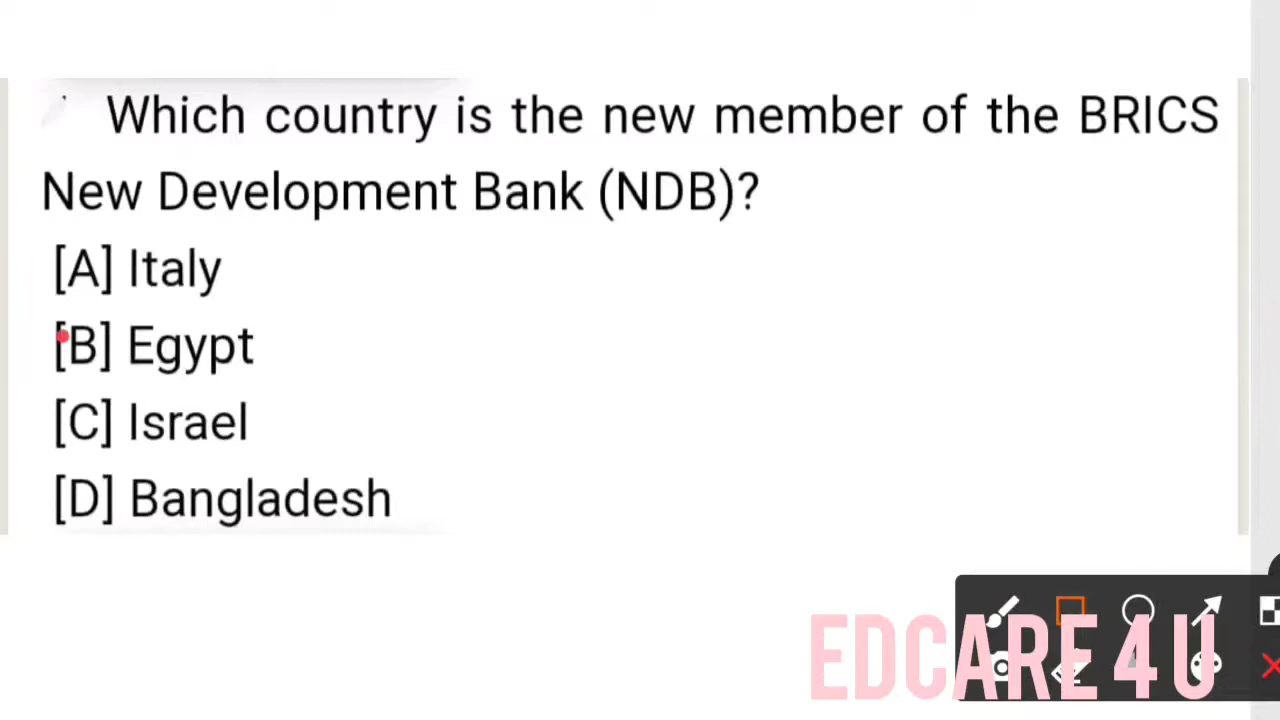 Which country is the new member of the BRICS
New Development Bank (NDB)?
[A] Italy
[B] Egypt
[C] Israel
[D] Bangladesh
EDCARE 4 U